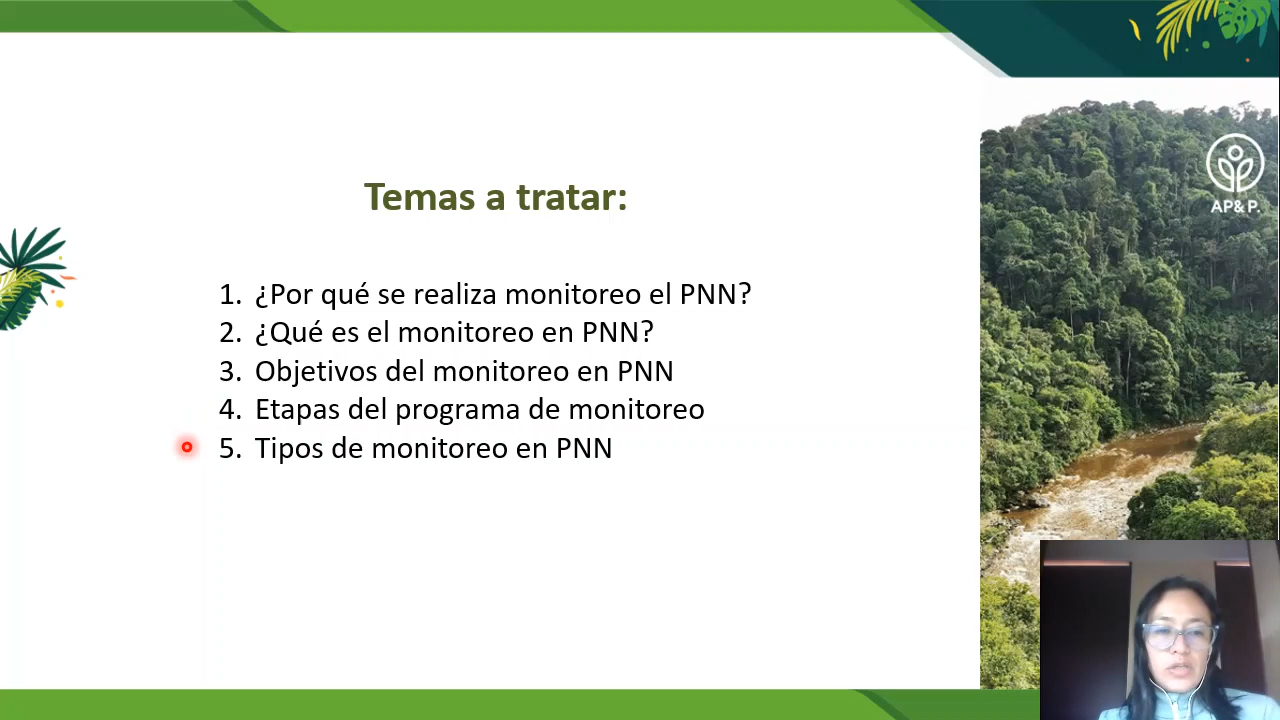 Temas a tratar:
1. ¿Por qué se realiza monitoreo el PNN?
2. ¿Qué es el monitoreo en PNN?
3. Objetivos del monitoreo en PNN
4. Etapas del programa de monitoreo
5. Tipos de monitoreo en PNN
AP&P.